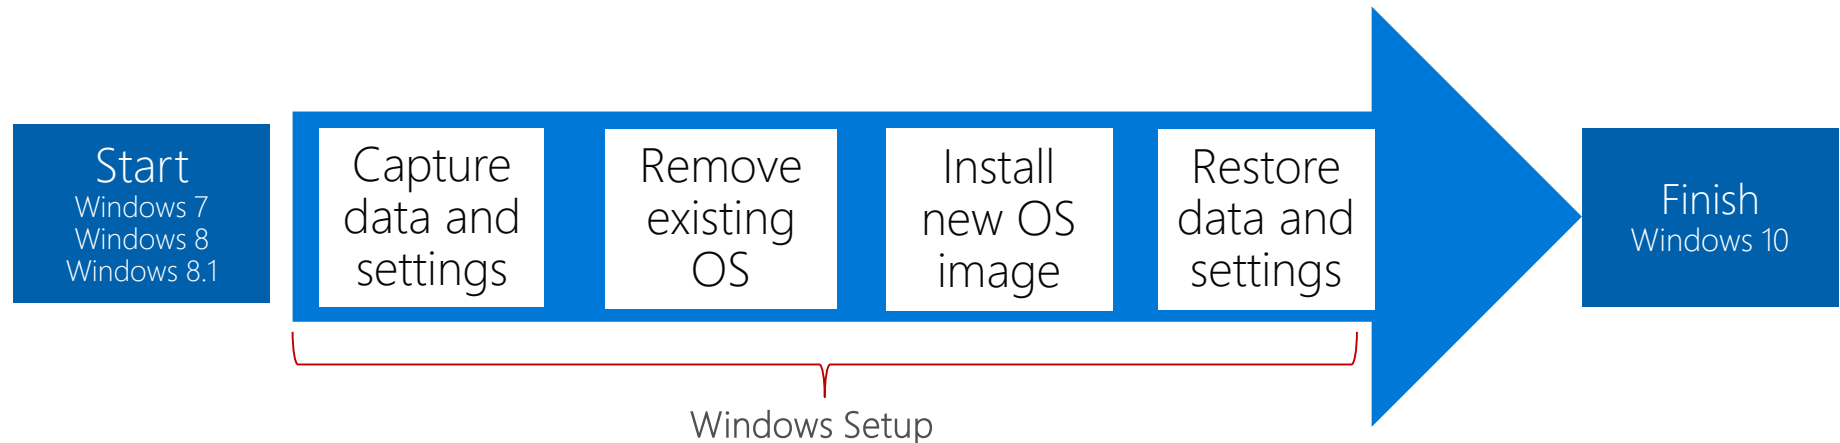 Start
Windows 7
Windows 8
Windows 8.1
Capture
data and
settings
Remove
existing
OS
Install
new OS
image
Restore
data and
settings
Finish
Windows 10
Windows Setup